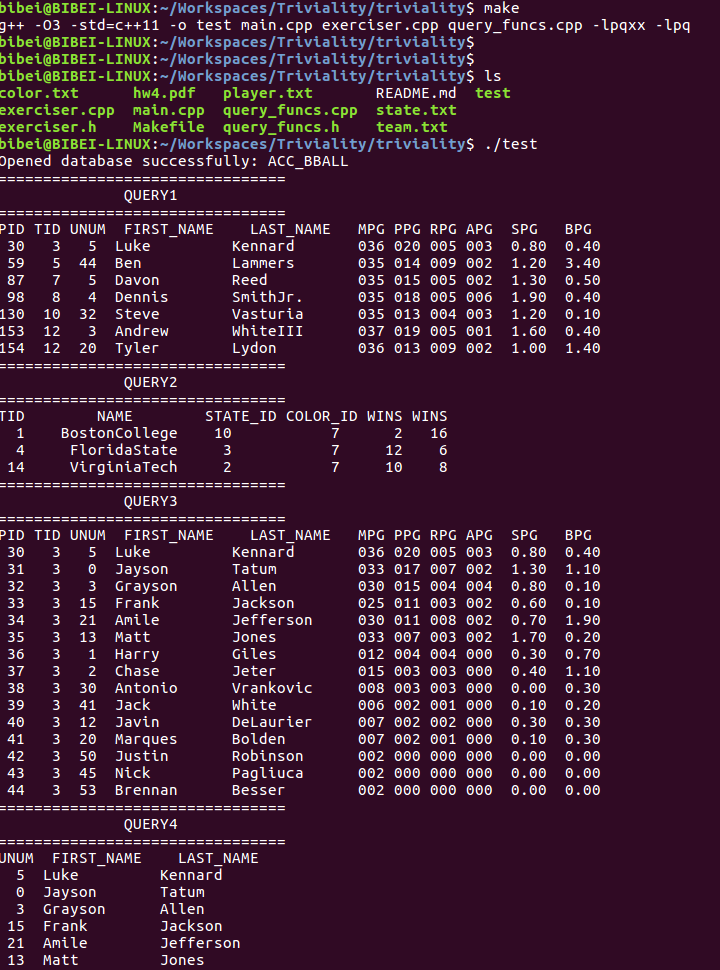 bibei@BIBEI-LINUX:~/Workspaces/Triviality/triviality$ make
g++ -O3 -std=c++11 -o test main.cpp exerciser.cpp query_funcs.cpp -lpqxx -lpq
bibei@BIBEI-LINUX:~/Workspaces/Triviality/triviality$
bibei@BIBEI-LINUX:~/Workspaces/Triviality/triviality$
bibei@BIBEI-LINUX:~/Workspaces/Triviality/triviality$ ls
color.txt      hw4.pdf   player.txt       README.md  test
exerciser.cpp  main.cpp  query_funcs.cpp  state.txt
exerciser.h    Makefile  query_funcs.h    team.txt
bibei@BIBEI-LINUX:~/Workspaces/Triviality/triviality$ ./test
Opened database successfully: ACC_BBALL
================================
QUERY1
================================
PID TID UNUM  FIRST_NAME    LAST_NAME   MPG PPG RPG APG  SPG   BPG
30  3   5  Luke         Kennard       036 020 005 003  0.80  0.40
59  5  44  Ben          Lammers       035 014 009 002  1.20  3.40
87  7   5  Davon        Reed          035 015 005 002  1.30  0.50
98  8   4  Dennis       SmithJr.      035 018 005 006  1.90  0.40
130 10  32  Steve        Vasturia      035 013 004 003  1.20  0.10
153 12   3  Andrew       WhiteIII      037 019 005 001  1.60  0.40
154 12  20  Tyler        Lydon         036 013 009 002  1.00  1.40
================================
QUERY2
================================
TID        NAME        STATE_ID COLOR_ID WINS WINS
1    BostonCollege    10           7      2   16
4     FloridaState     3           7     12    6
14     VirginiaTech     2           7     10    8
================================
QUERY3
================================
PID TID UNUM  FIRST_NAME    LAST_NAME   MPG PPG RPG APG  SPG   BPG
30  3   5  Luke         Kennard       036 020 005 003  0.80  0.40
31  3   0  Jayson       Tatum         033 017 007 002  1.30  1.10
32  3   3  Grayson      Allen         030 015 004 004  0.80  0.10
33  3  15  Frank        Jackson       025 011 003 002  0.60  0.10
34  3  21  Amile        Jefferson     030 011 008 002  0.70  1.90
35  3  13  Matt         Jones         033 007 003 002  1.70  0.20
36  3   1  Harry        Giles         012 004 004 000  0.30  0.70
37  3   2  Chase        Jeter         015 003 003 000  0.40  1.10
38  3  30  Antonio      Vrankovic     008 003 003 000  0.00  0.30
39  3  41  Jack         White         006 002 001 000  0.10  0.20
40  3  12  Javin        DeLaurier     007 002 002 000  0.30  0.30
41  3  20  Marques      Bolden        007 002 001 000  0.10  0.30
42  3  50  Justin       Robinson      002 000 000 000  0.00  0.00
43  3  45  Nick         Pagliuca      002 000 000 000  0.00  0.00
44  3  53  Brennan      Besser        002 000 000 000  0.00  0.00
================================
QUERY4
================================
UNUM  FIRST_NAME    LAST_NAME
5  Luke         Kennard
0  Jayson       Tatum
3  Grayson      Allen
15  Frank        Jackson
21  Amile        Jefferson
13  Matt         Jones